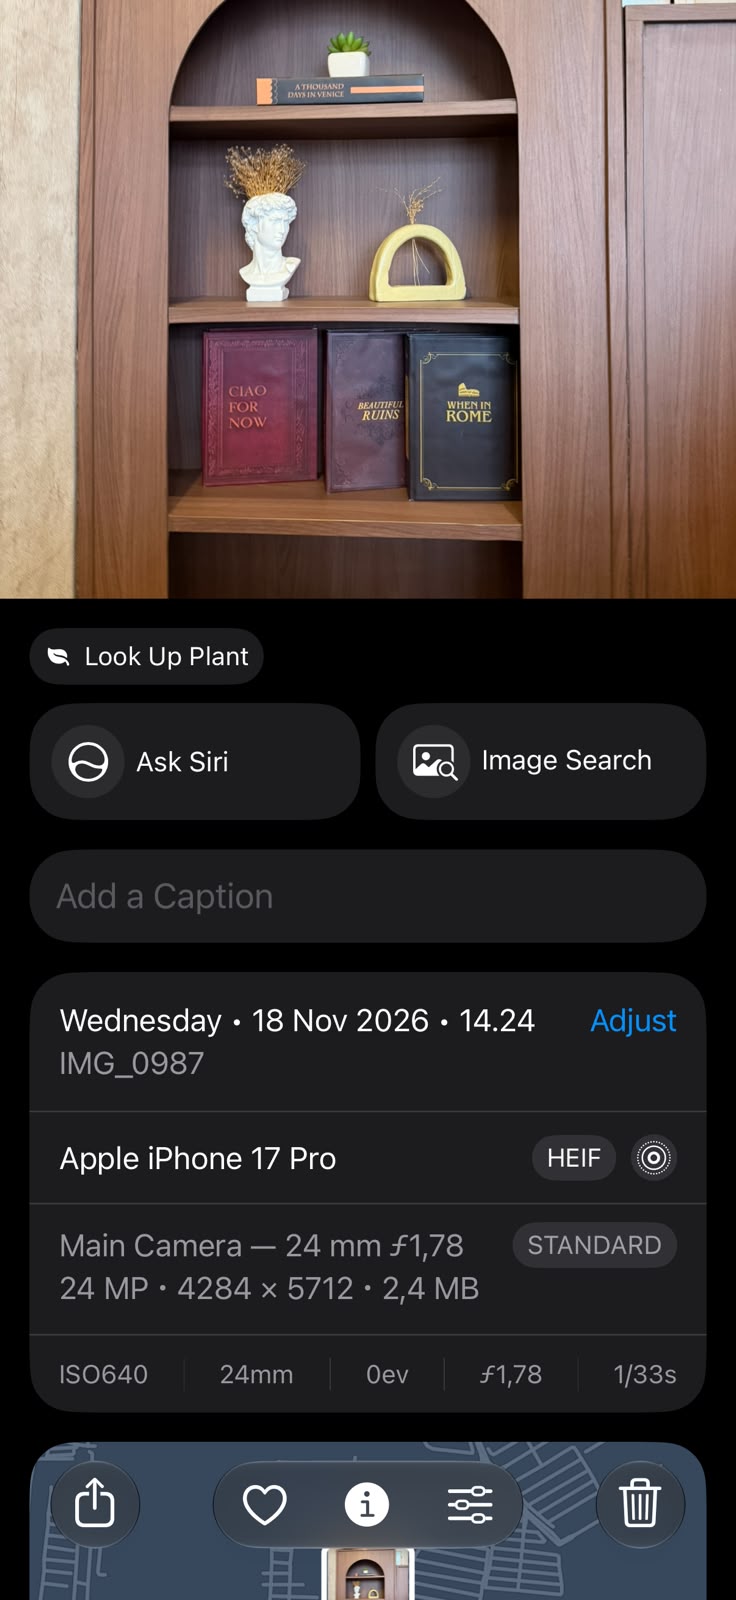 A THOUSAND
DAYS IN VENICE
CIAO
FOR
NOW
BEAUTIFUL
RUINS
WHEN IN
ROME
Look Up Plant
Ask Siri
Image Search
Add a Caption
Wednesday • 18 Nov 2026 • 14.24
Adjust
IMG_0987
Apple iPhone 17 Pro
HEIF
Main Camera — 24 mm ƒ1,78
STANDARD
24 MP • 4284 × 5712 • 2,4 MB
ISO640
24mm
0ev
ƒ1,78
1/33s